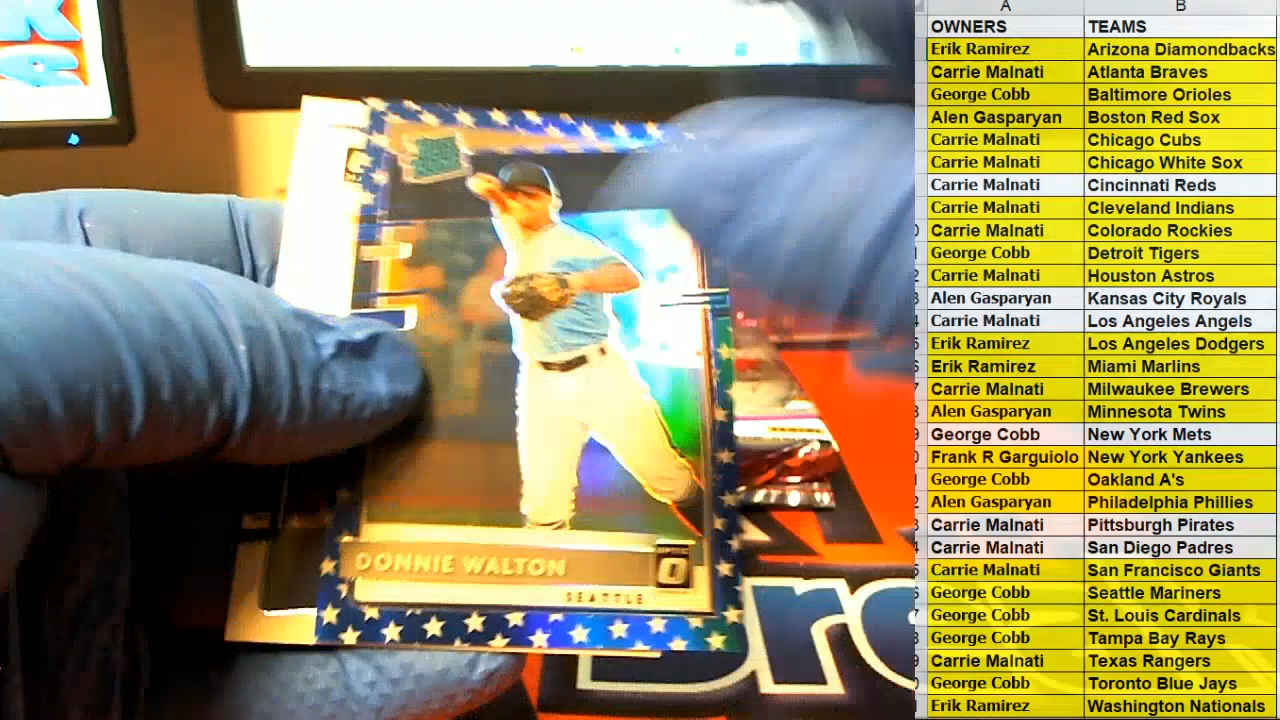 DONNIE WALTON
SEATTLE
OPTIC
A B
OWNERS TEAMS
Erik Ramirez Arizona Diamondbacks
Carrie Malnati Atlanta Braves
George Cobb Baltimore Orioles
Alen Gasparyan Boston Red Sox
Carrie Malnati Chicago Cubs
Carrie Malnati Chicago White Sox
Carrie Malnati Cincinnati Reds
Carrie Malnati Cleveland Indians
Carrie Malnati Colorado Rockies
George Cobb Detroit Tigers
Carrie Malnati Houston Astros
Alen Gasparyan Kansas City Royals
Carrie Malnati Los Angeles Angels
Erik Ramirez Los Angeles Dodgers
Erik Ramirez Miami Marlins
Carrie Malnati Milwaukee Brewers
Alen Gasparyan Minnesota Twins
George Cobb New York Mets
Frank R Garguiolo New York Yankees
George Cobb Oakland A's
Alen Gasparyan Philadelphia Phillies
Carrie Malnati Pittsburgh Pirates
Carrie Malnati San Diego Padres
Carrie Malnati San Francisco Giants
George Cobb Seattle Mariners
George Cobb St. Louis Cardinals
George Cobb Tampa Bay Rays
Carrie Malnati Texas Rangers
George Cobb Toronto Blue Jays
Erik Ramirez Washington Nationals